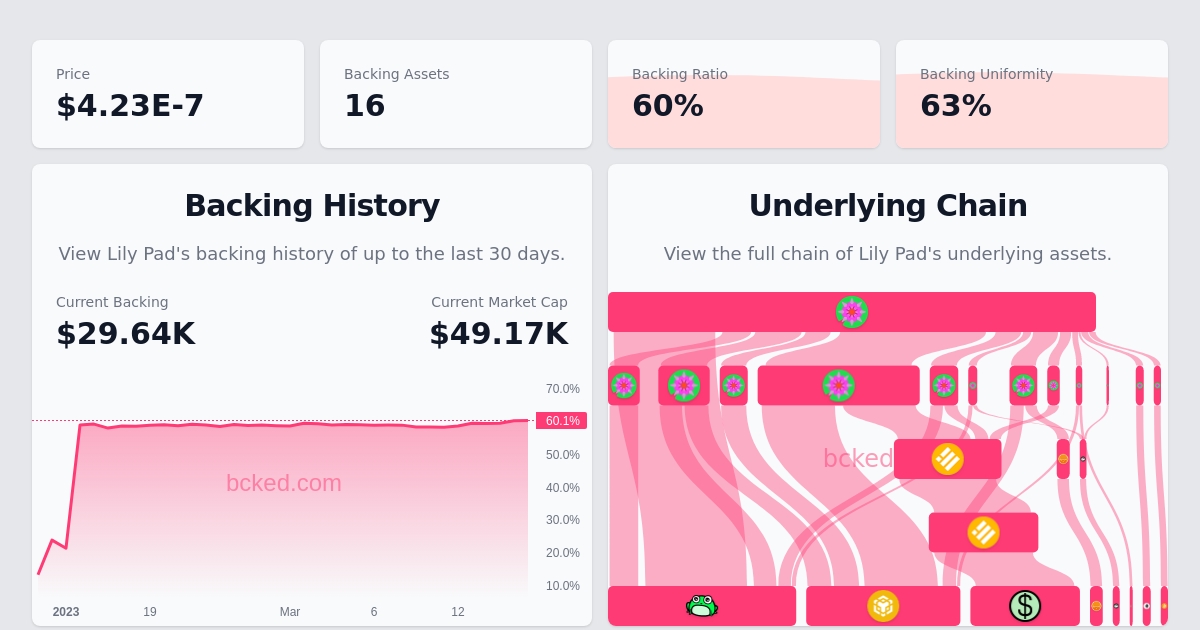 Price
$4.23E-7
Backing Assets
16
Backing Ratio
60%
Backing Uniformity
63%
Backing History
View Lily Pad's backing history of up to the last 30 days.
Current Backing
$29.64K
Current Market Cap
$49.17K
70.0%
60.1%
50.0%
40.0%
30.0%
20.0%
10.0%
bcked.com
2023
19
Mar
6
12
Underlying Chain
View the full chain of Lily Pad's underlying assets.
bcked
$